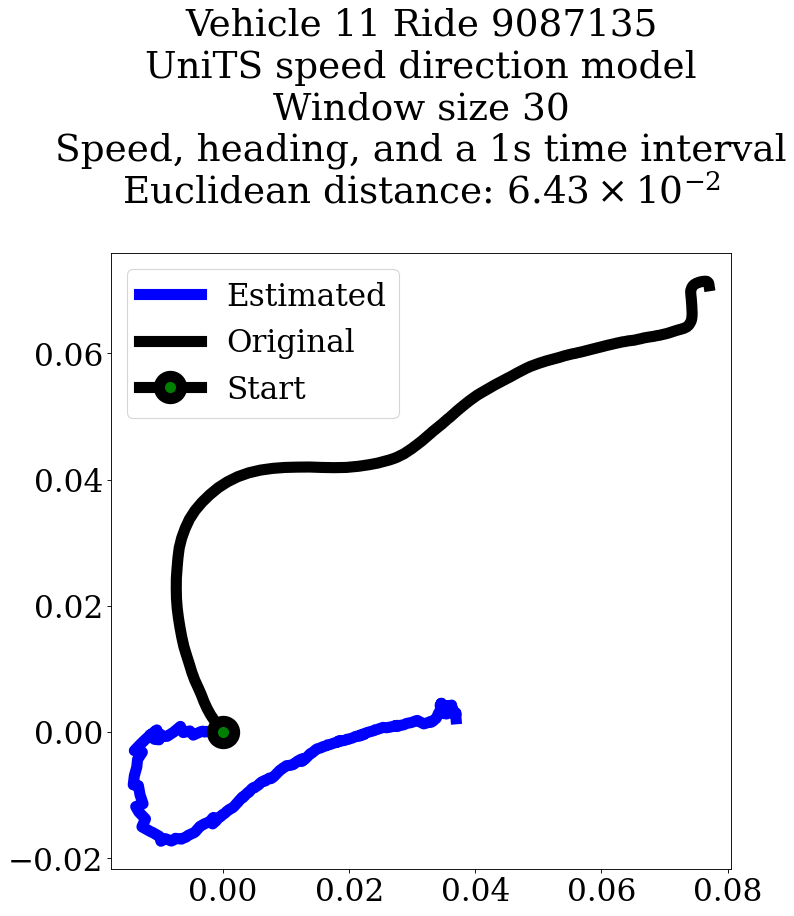 Vehicle 11 Ride 9087135
UniTS speed direction model
Window size 30
Speed, heading, and a 1s time interval
Euclidean distance: 6.43 × 10⁻²
Estimated
Original
Start
0.06
0.04
0.02
0.00
−0.02
0.00 0.02 0.04 0.06 0.08